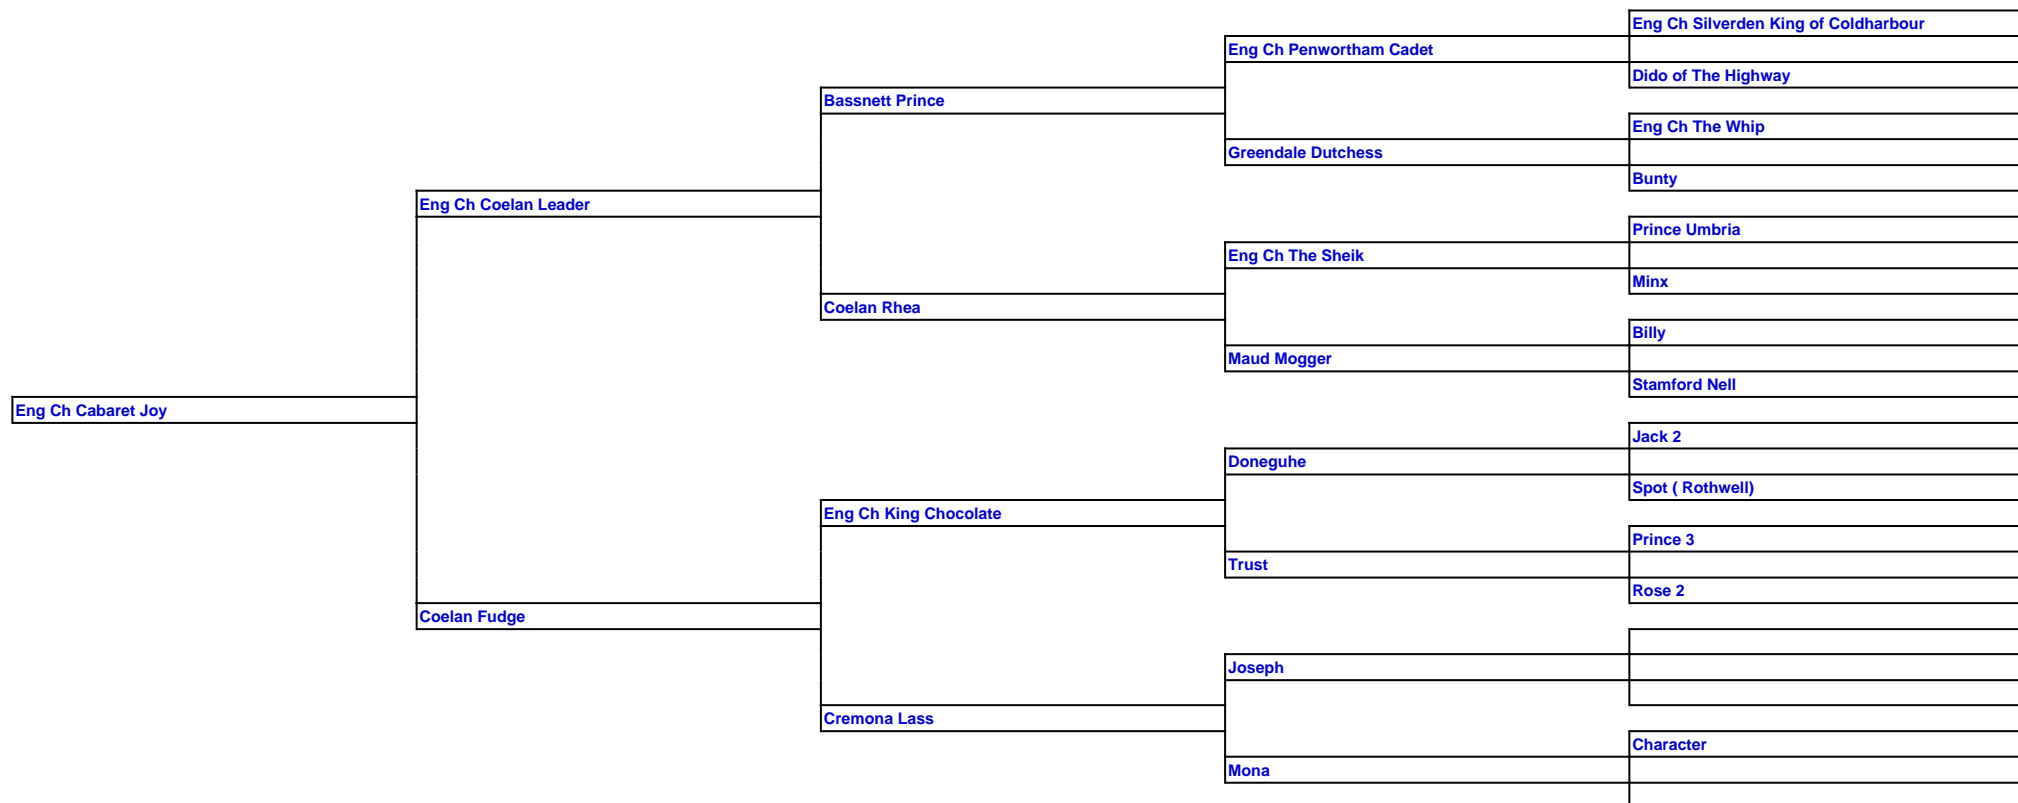 Eng Ch Silverden King of Coldharbour
Eng Ch Penwortham Cadet
Dido of The Highway
Bassnett Prince
Eng Ch The Whip
Greendale Dutchess
Bunty
Eng Ch Coelan Leader
Prince Umbria
Eng Ch The Sheik
Minx
Coelan Rhea
Billy
Maud Mogger
Stamford Nell
Eng Ch Cabaret Joy
Jack 2
Doneguhe
Spot ( Rothwell)
Eng Ch King Chocolate
Prince 3
Trust
Rose 2
Coelan Fudge
Joseph
Cremona Lass
Character
Mona